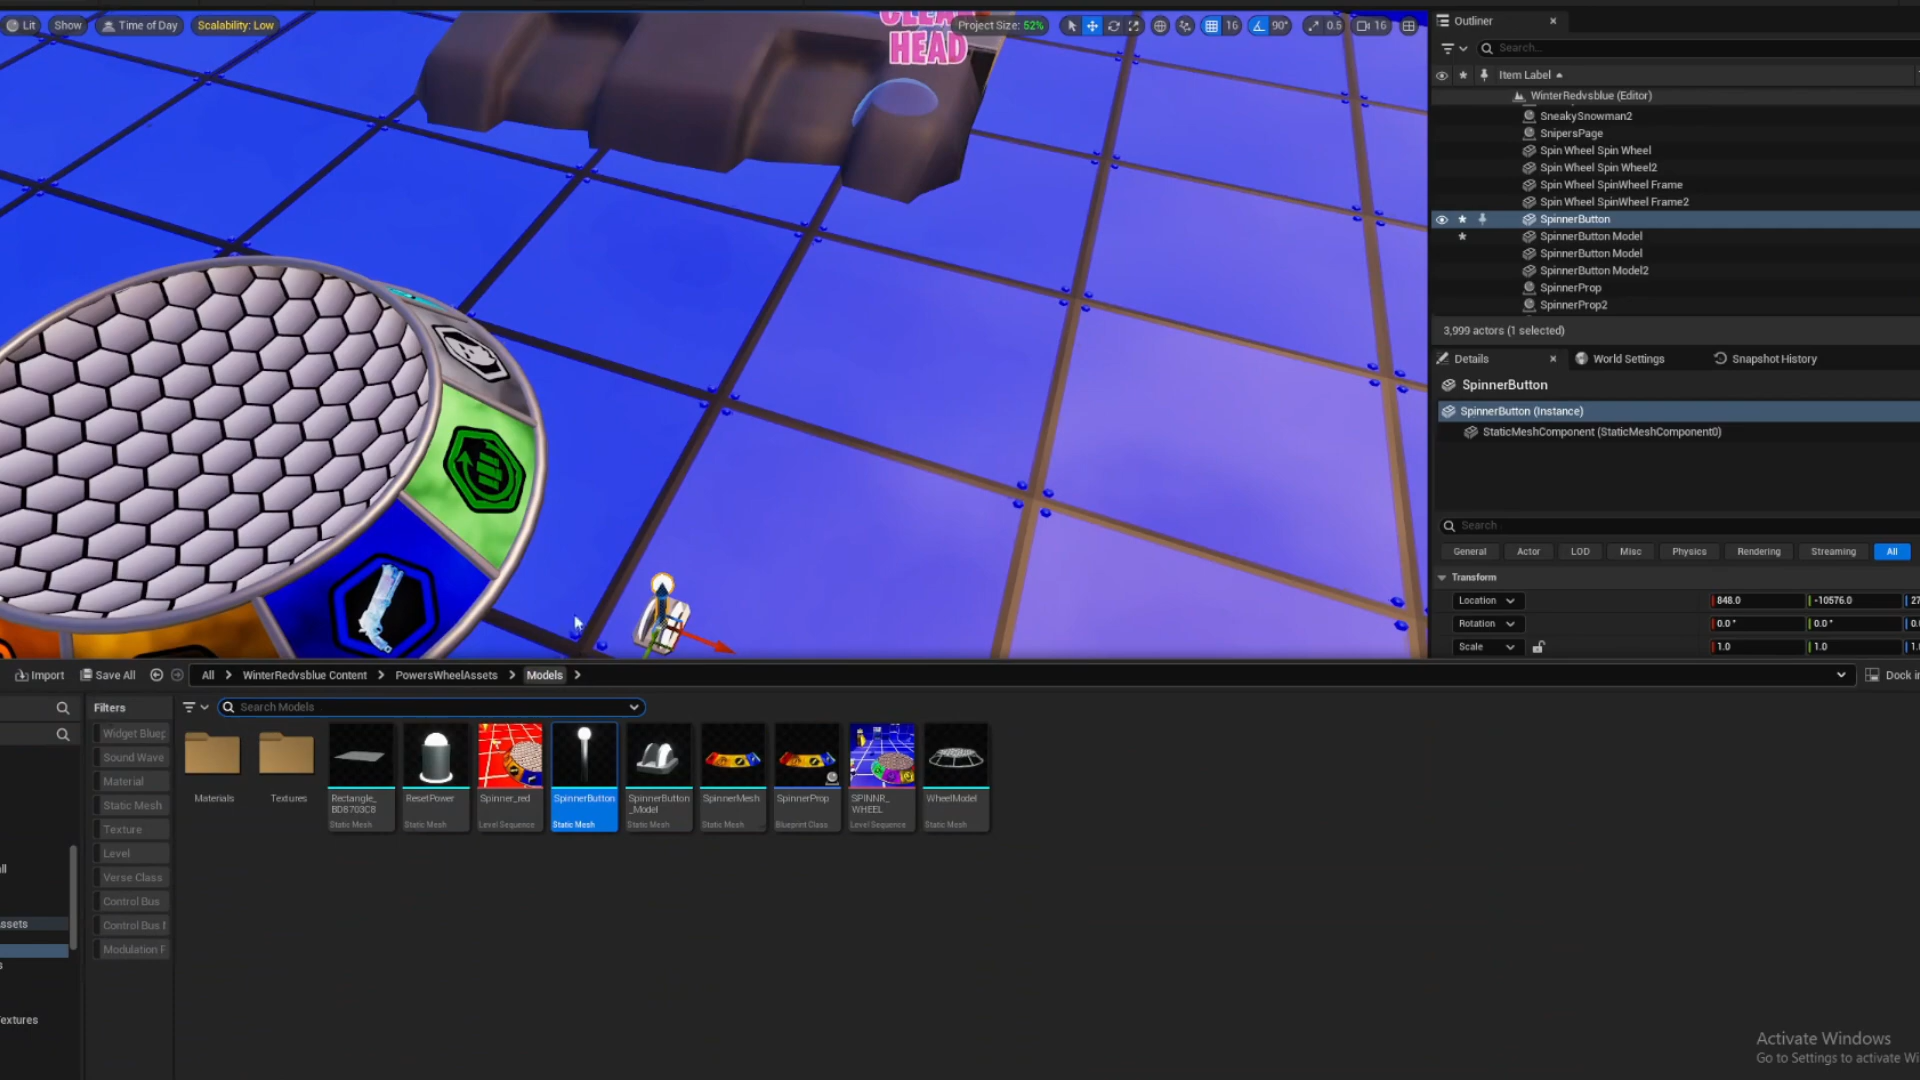 Lit
Show
Time of Day
Scalability: Low
CLEAR
HEAD
Project Size: 52%
16
90°
0.5
16
Outliner
Search...
Item Label
WinterRedvsblue (Editor)
SneakySnowman2
SnipersPage
Spin Wheel Spin Wheel
Spin Wheel Spin Wheel2
Spin Wheel SpinWheel Frame
Spin Wheel SpinWheel Frame2
SpinnerButton
SpinnerButton Model
SpinnerButton Model
SpinnerButton Model2
SpinnerProp
SpinnerProp2
3,999 actors (1 selected)
Details
World Settings
Snapshot History
SpinnerButton
SpinnerButton (Instance)
StaticMeshComponent (StaticMeshComponent0)
Search
General
Actor
LOD
Misc
Physics
Rendering
Streaming
All
Transform
Location
848.0
-10576.0
27
Rotation
0.0°
0.0°
0.
Scale
1.0
1.0
1.
Import
Save All
All
WinterRedvsblue Content
PowersWheelAssets
Models
Dock in
Filters
Search Models
Widget Bluep
Sound Wave
Material
Static Mesh
Texture
Level
Verse Class
Control Bus
Control Bus
Modulation
ll
ssets
s
extures
Materials
Textures
Rectangle_
BD8703C8
Static Mesh
ResetPower
Static Mesh
Spinner_red
Level Sequence
SpinnerButton
Static Mesh
SpinnerButton
_Model
Static Mesh
SpinnerMesh
Static Mesh
SpinnerProp
Blueprint Class
SPINNR_
WHEEL
Level Sequence
WheelModel
Static Mesh
Activate Windows
Go to Settings to activate Wi